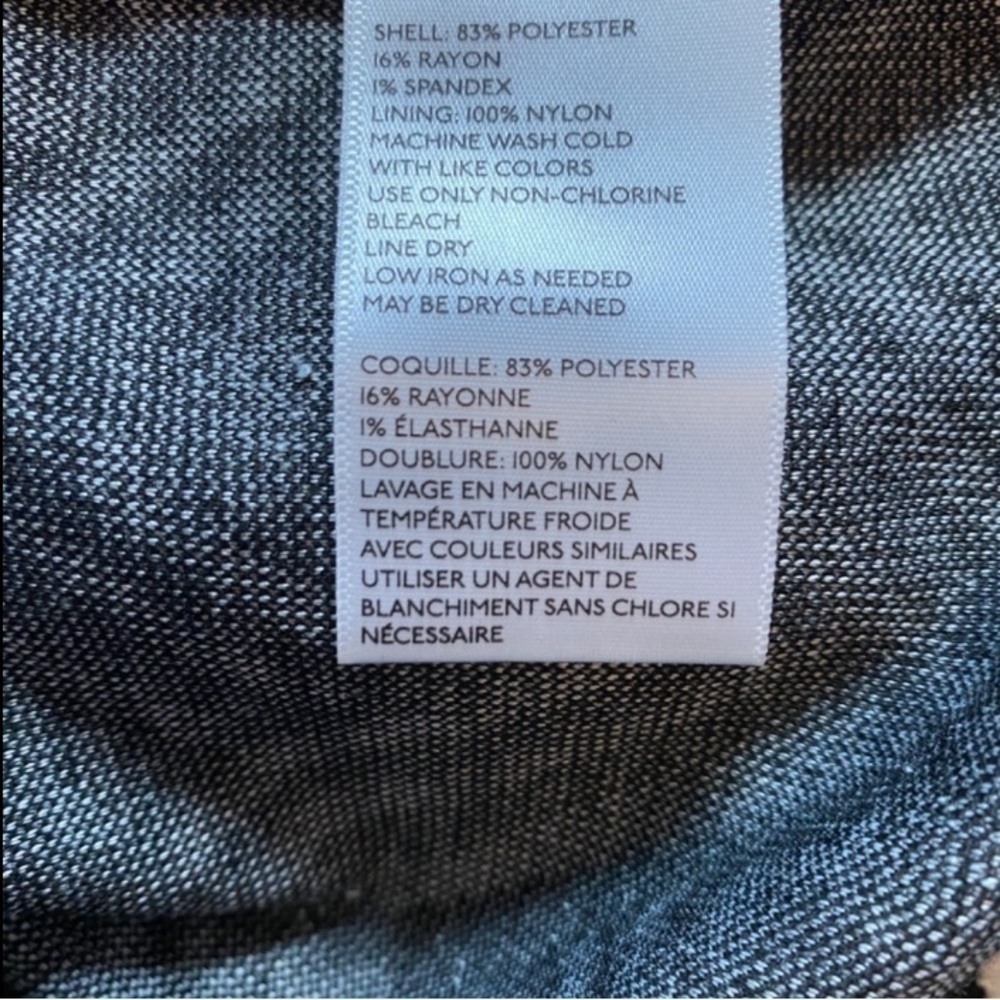 SHELL: 83% POLYESTER
16% RAYON
1% SPANDEX
LINING: 100% NYLON
MACHINE WASH COLD
WITH LIKE COLORS
USE ONLY NON-CHLORINE
BLEACH
LINE DRY
LOW IRON AS NEEDED
MAY BE DRY CLEANED
COQUILLE: 83% POLYESTER
16% RAYONNE
1% ÉLASTHANNE
DOUBLURE: 100% NYLON
LAVAGE EN MACHINE À
TEMPÉRATURE FROIDE
AVEC COULEURS SIMILAIRES
UTILISER UN AGENT DE
BLANCHIMENT SANS CHLORE SI
NÉCESSAIRE